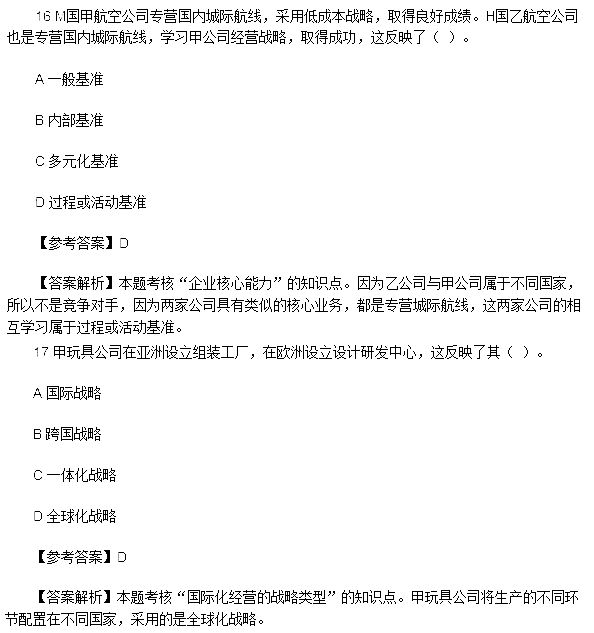 16 M国甲航空公司专营国内城际航线，采用低成本战略，取得良好成绩。H国乙航空公司
也是专营国内城际航线，学习甲公司经营战略，取得成功，这反映了（ ）。
A 一般基准
B 内部基准
C 多元化基准
D 过程或活动基准
【参考答案】D
【答案解析】本题考核“企业核心能力”的知识点。因为乙公司与甲公司属于不同国家，
所以不是竞争对手，因为两家公司具有类似的核心业务，都是专营城际航线，这两家公司的相
互学习属于过程或活动基准。
17 甲玩具公司在亚洲设立组装工厂，在欧洲设立设计研发中心，这反映了其（ ）。
A 国际战略
B 跨国战略
C 一体化战略
D 全球化战略
【参考答案】D
【答案解析】本题考核“国际化经营的战略类型”的知识点。甲玩具公司将生产的不同环
节配置在不同国家，采用的是全球化战略。